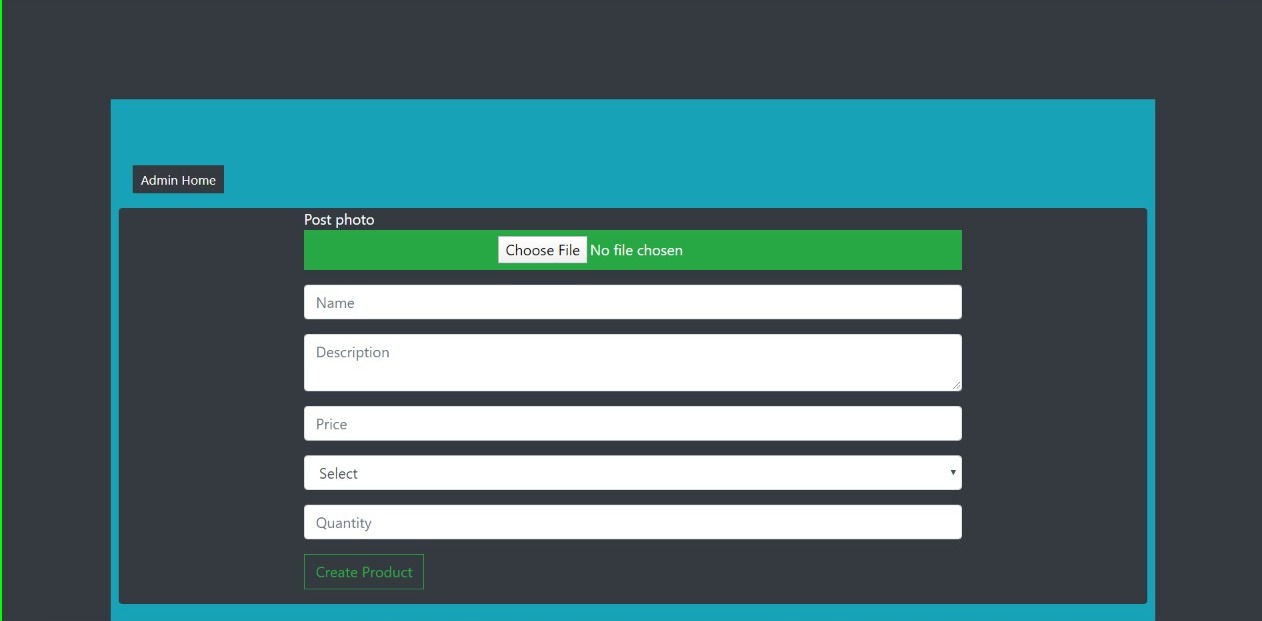 Admin Home
Post photo
Choose File No file chosen
Name
Description
Price
Select
Quantity
Create Product